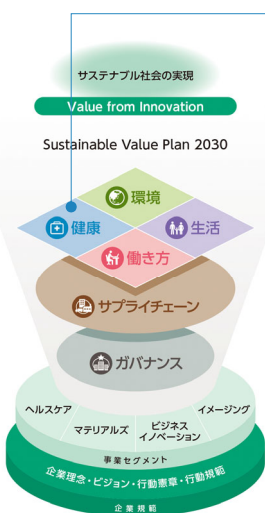 サステナブル社会の実現
Value from Innovation
Sustainable Value Plan 2030
環境
健康
生活
働き方
サプライチェーン
ガバナンス
ヘルスケア
マテリアルズ
ビジネス
イノベーション
イメージング
事業セグメント
企業理念・ビジョン・行動憲章・行動規範
企業規範